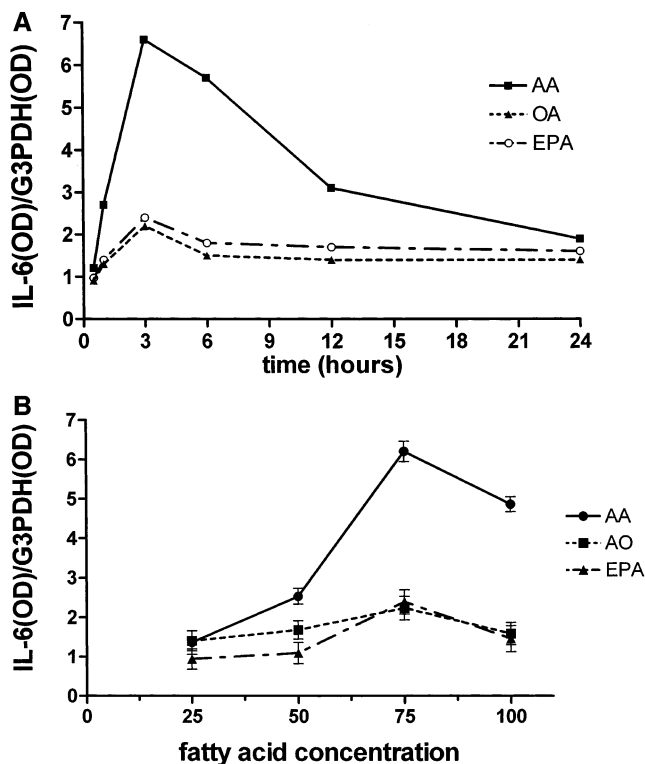 A
IL-6(OD)/G3PDH(OD)
7
6
5
4
3
2
1
0
AA
OA
EPA
0 3 6 9 12 15 18 21 24
time (hours)
B
IL-6(OD)/G3PDH(OD)
7
6
5
4
3
2
1
0
AA
AO
EPA
0 25 50 75 100
fatty acid concentration